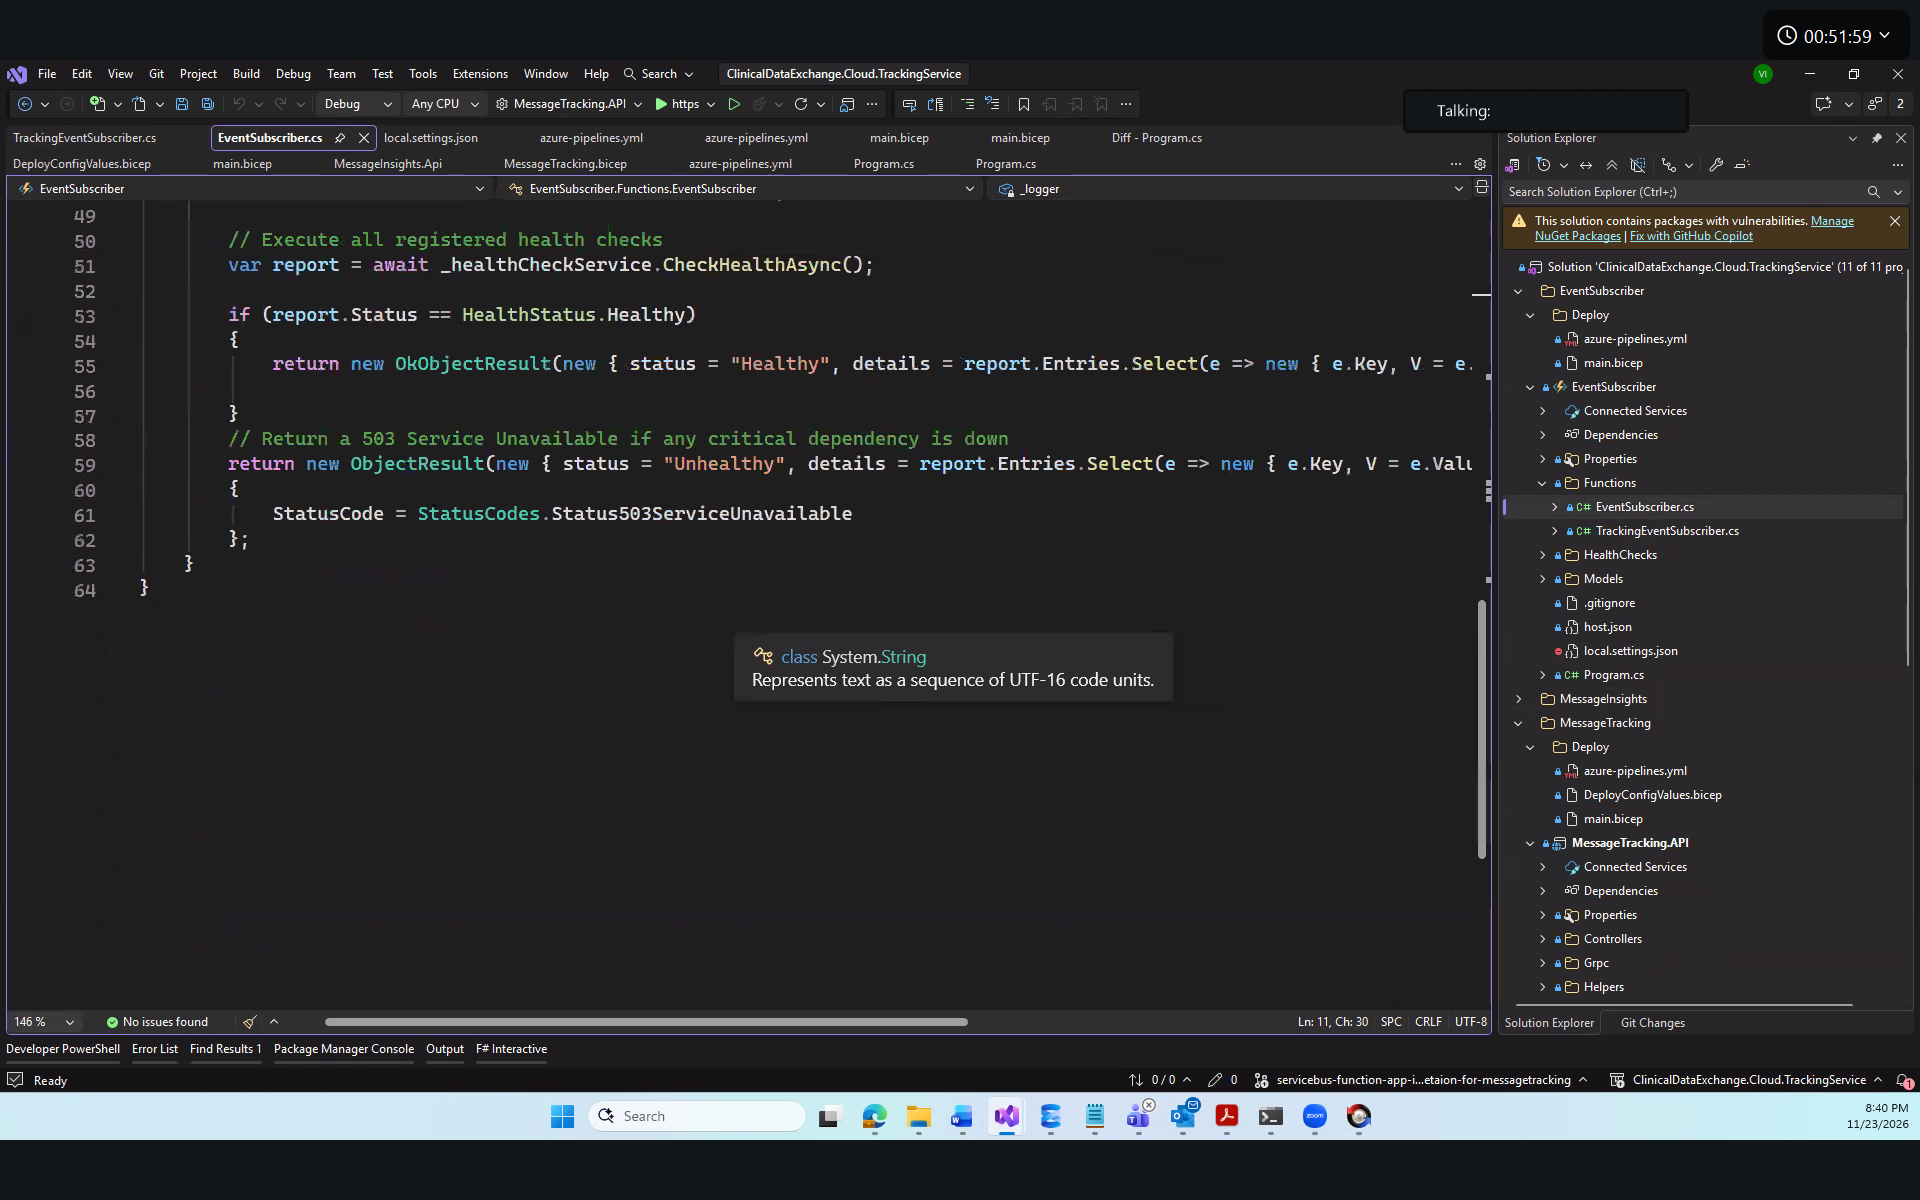 00:51:59
File Edit View Git Project Build Debug Team Test Tools Extensions Window Help Search ClinicalDataExchange.Cloud.TrackingService VI
Debug Any CPU MessageTracking.API https 2
Talking:
TrackingEventSubscriber.cs EventSubscriber.cs local.settings.json azure-pipelines.yml azure-pipelines.yml main.bicep main.bicep Diff - Program.cs
DeployConfigValues.bicep main.bicep MessageInsights.Api MessageTracking.bicep azure-pipelines.yml Program.cs Program.cs
EventSubscriber EventSubscriber.Functions.EventSubscriber _logger
49
50 // Execute all registered health checks
51 var report = await _healthCheckService.CheckHealthAsync();
52
53 if (report.Status == HealthStatus.Healthy)
54 {
55 return new OkObjectResult(new { status = "Healthy", details = report.Entries.Select(e => new { e.Key, V = e.
56
57 }
58 // Return a 503 Service Unavailable if any critical dependency is down
59 return new ObjectResult(new { status = "Unhealthy", details = report.Entries.Select(e => new { e.Key, V = e.Valu
60 {
61 StatusCode = StatusCodes.Status503ServiceUnavailable
62 };
63 }
64 }
class System.String
Represents text as a sequence of UTF-16 code units.
146 % No issues found Ln: 11, Ch: 30 SPC CRLF UTF-8
Solution Explorer
Search Solution Explorer (Ctrl+;)
This solution contains packages with vulnerabilities. Manage
NuGet Packages | Fix with GitHub Copilot
Solution 'ClinicalDataExchange.Cloud.TrackingService' (11 of 11 pro
EventSubscriber
Deploy
azure-pipelines.yml
main.bicep
EventSubscriber
Connected Services
Dependencies
Properties
Functions
C# EventSubscriber.cs
C# TrackingEventSubscriber.cs
HealthChecks
Models
.gitignore
host.json
local.settings.json
C# Program.cs
MessageInsights
MessageTracking
Deploy
azure-pipelines.yml
DeployConfigValues.bicep
main.bicep
MessageTracking.API
Connected Services
Dependencies
Properties
Controllers
Grpc
Helpers
Solution Explorer Git Changes
Developer PowerShell Error List Find Results 1 Package Manager Console Output F# Interactive
Ready 0 / 0 0 servicebus-function-app-i...etaion-for-messagetracking ClinicalDataExchange.Cloud.TrackingService 1
Search
zoom
8:40 PM
11/23/2026